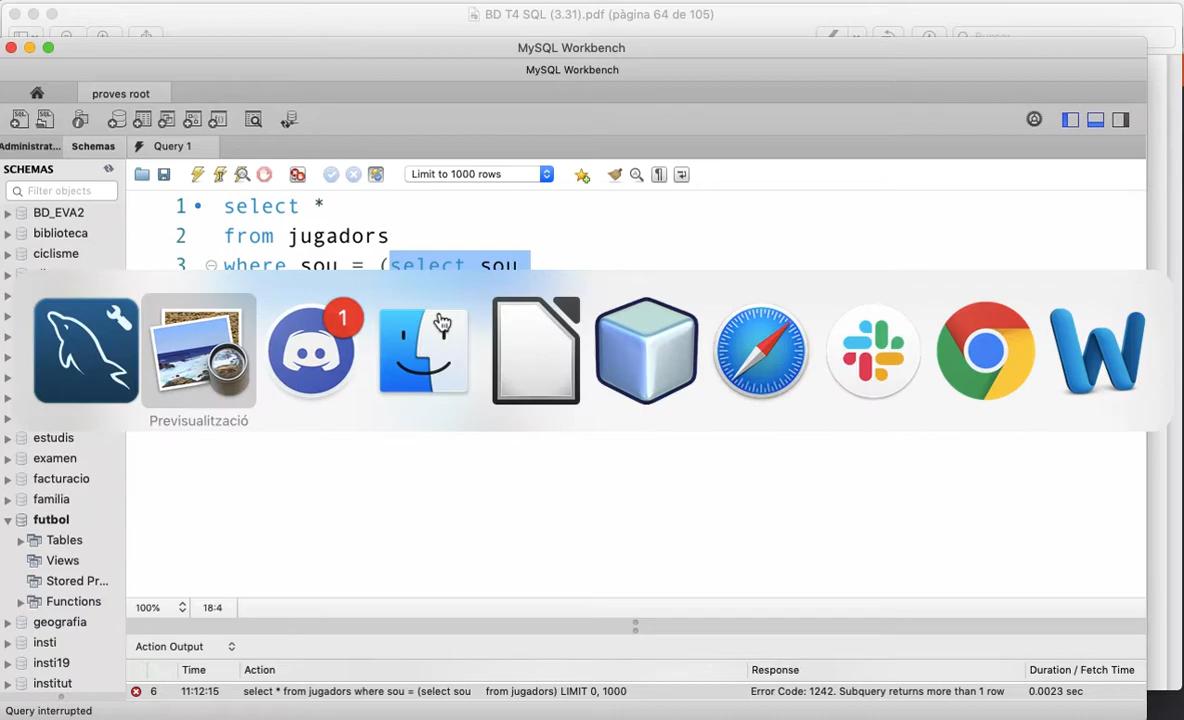 BD T4 SQL (3.31).pdf (pàgina 64 de 105)
MySQL Workbench
MySQL Workbench
proves root
Administrat... Schemas Query 1
SCHEMAS
Limit to 1000 rows
Filter objects
BD_EVA2
biblioteca
ciclisme
1 select *
2 from jugadors
3 where sou = (select sou
1
Previsualització
estudis
examen
facturacio
familia
futbol
Tables
Views
Stored Pr...
Functions
geografia
insti
insti19
institut
100% 18:4
Action Output
Time Action Response Duration / Fetch Time
6 11:12:15 select * from jugadors where sou = (select sou from jugadors) LIMIT 0, 1000 Error Code: 1242. Subquery returns more than 1 row 0.0023 sec
Query interrupted